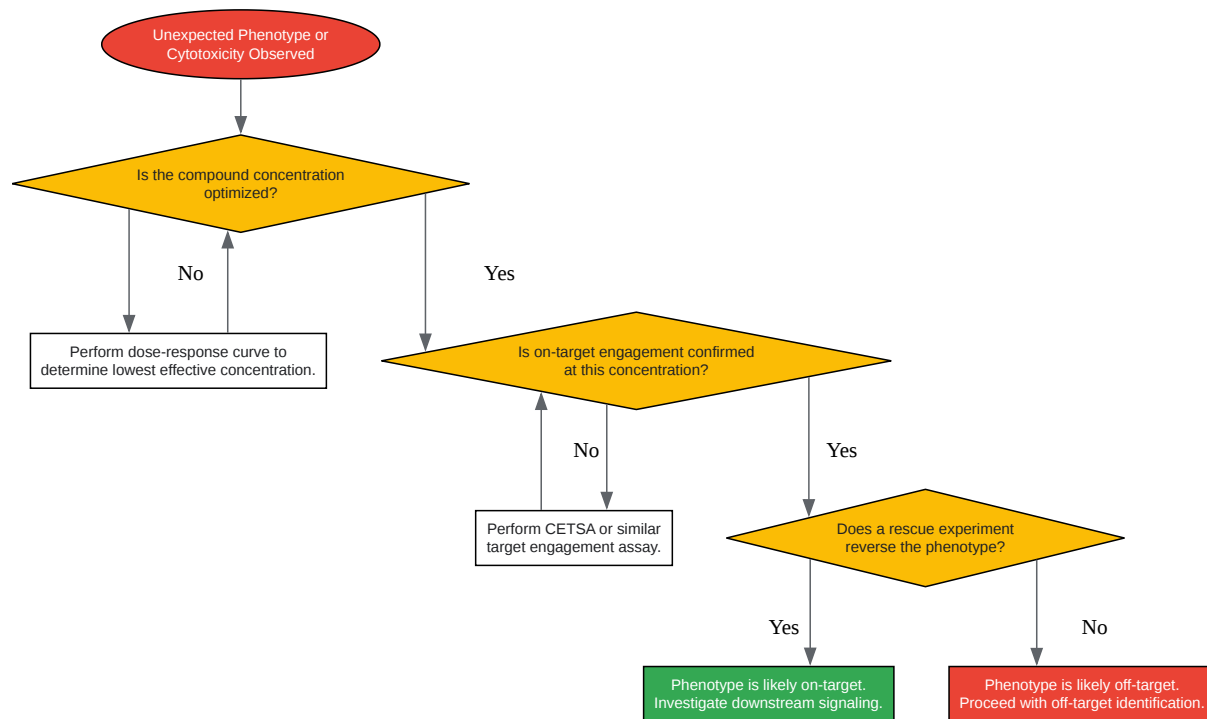 Unexpected Phenotype or
Cytotoxicity Observed
Is the compound concentration
optimized?
No
Yes
Perform dose-response curve to
determine lowest effective concentration.
Is on-target engagement confirmed
at this concentration?
No
Yes
Perform CETSA or similar
target engagement assay.
Does a rescue experiment
reverse the phenotype?
Yes
No
Phenotype is likely on-target.
Investigate downstream signaling.
Phenotype is likely off-target.
Proceed with off-target identification.